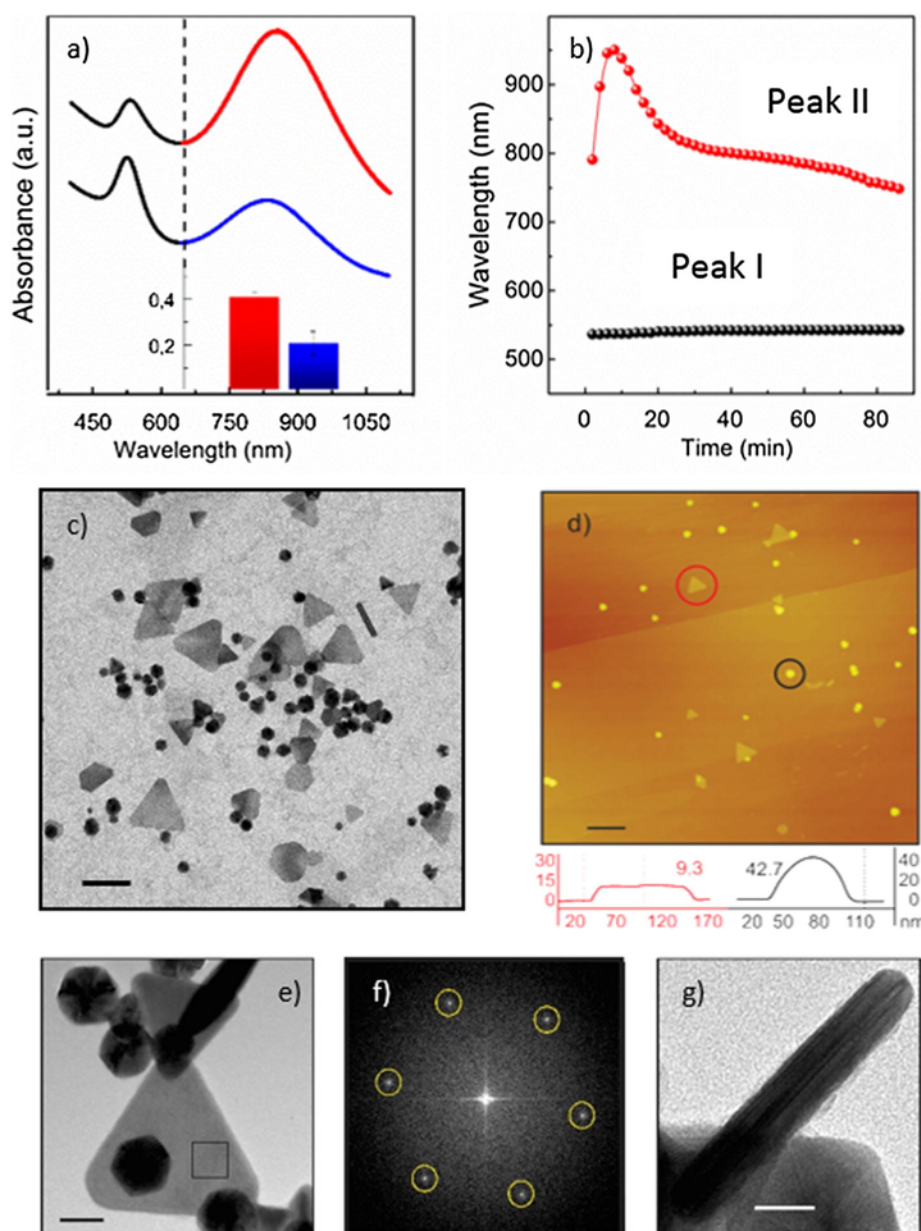 a)
Absorbance (a.u.)
0,4
0,2
450 600 750 900 1050
Wavelength (nm)
b)
Wavelength (nm)
900
800
700
600
500
Peak II
Peak I
0 20 40 60 80
Time (min)
c)
d)
30
15
0
9.3
20 70 120 170
42.7
40
20
0
20 50 80 110 nm
e)
f)
g)